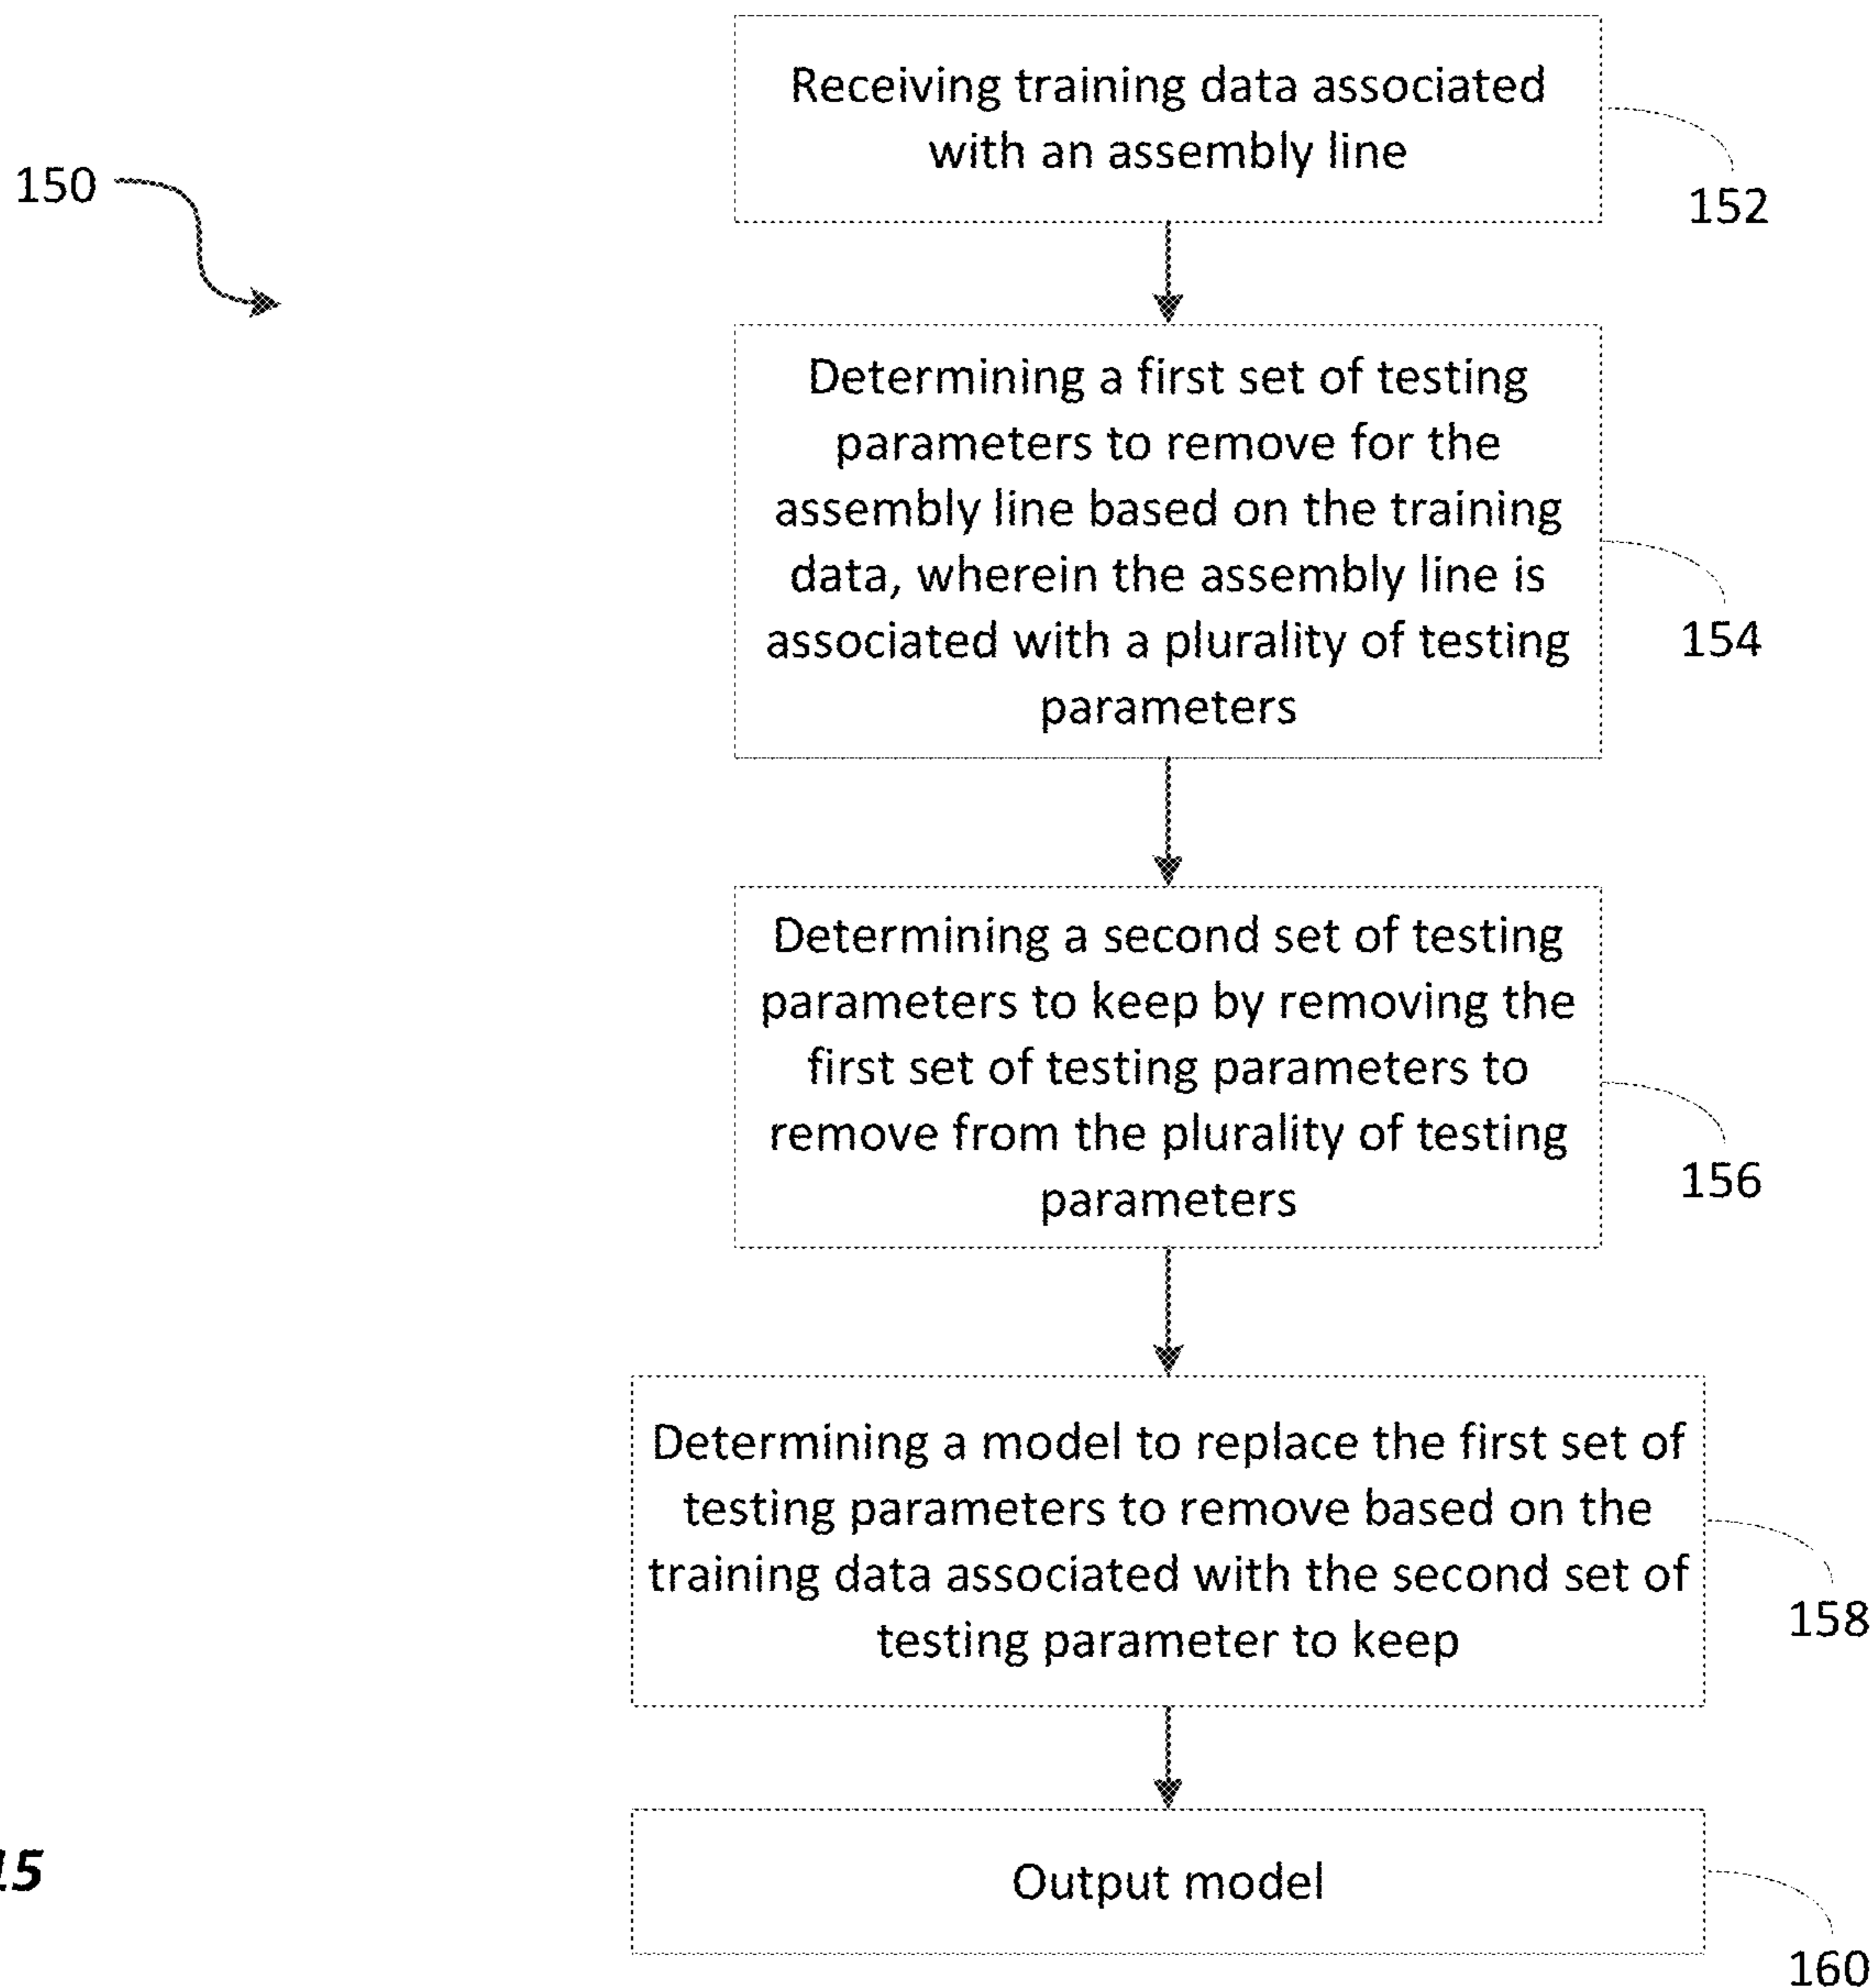 150
Receiving training data associated
with an assembly line
152
Determining a first set of testing
parameters to remove for the
assembly line based on the training
data, wherein the assembly line is
associated with a plurality of testing
parameters
154
Determining a second set of testing
parameters to keep by removing the
first set of testing parameters to
remove from the plurality of testing
parameters
156
Determining a model to replace the first set of
testing parameters to remove based on the
training data associated with the second set of
testing parameter to keep
158
Output model
160
15